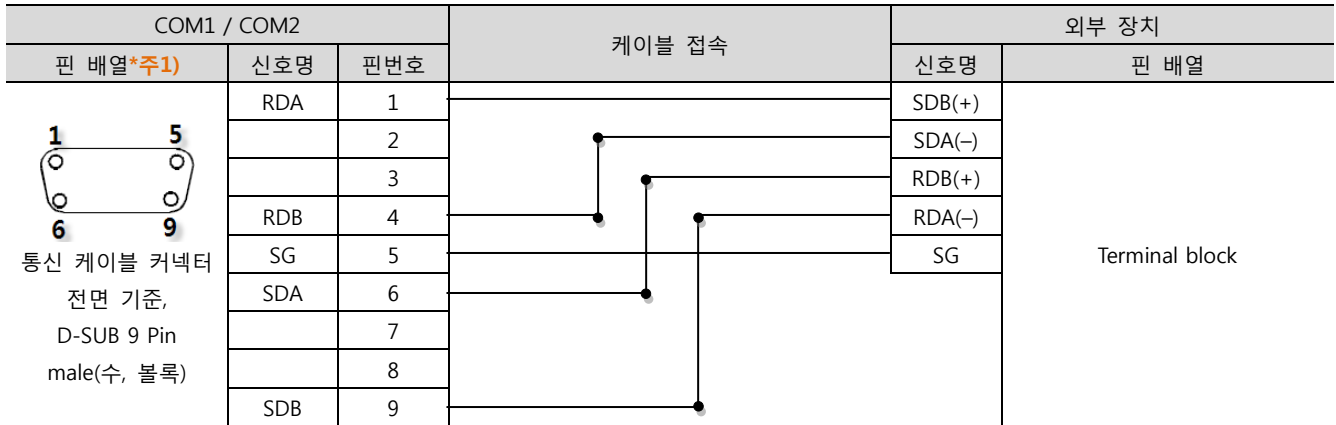 COM1 / COM2 케이블 접속 외부 장치
핀 배열*주1) 신호명 핀번호 신호명 핀 배열
RDA 1 SDB(+)
2 SDA(–)
3 RDB(+)
RDB 4 RDA(–)
SG 5 SG
SDA 6
7
8
SDB 9
1 5
6 9
통신 케이블 커넥터
전면 기준,
D-SUB 9 Pin
male(수, 볼록)
Terminal block